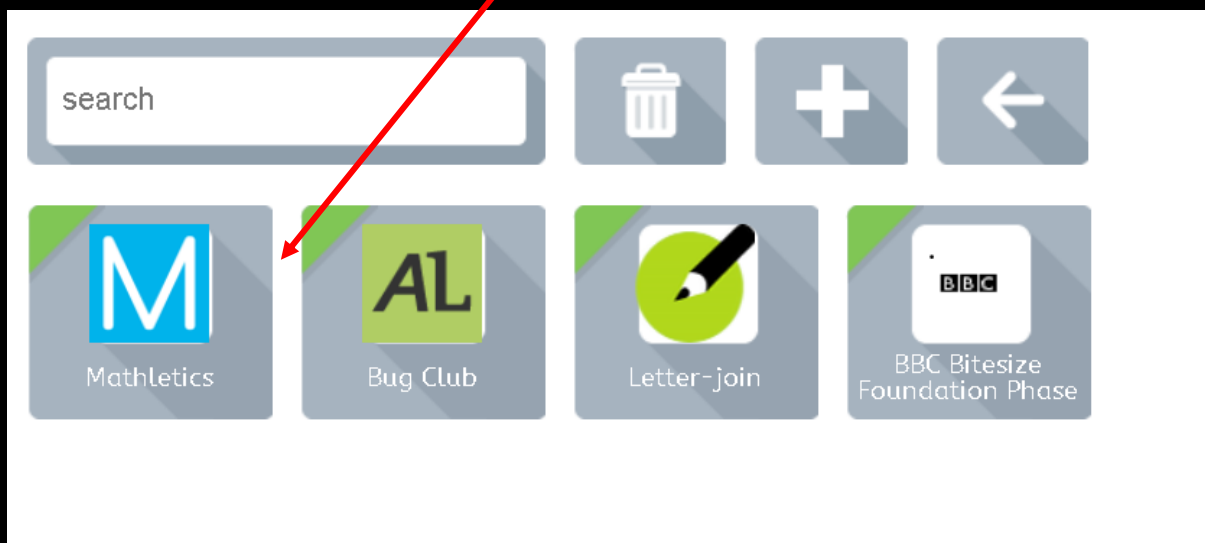 search
M
AL
BBC
Mathletics
Bug Club
Letter-join
BBC Bitesize
Foundation Phase